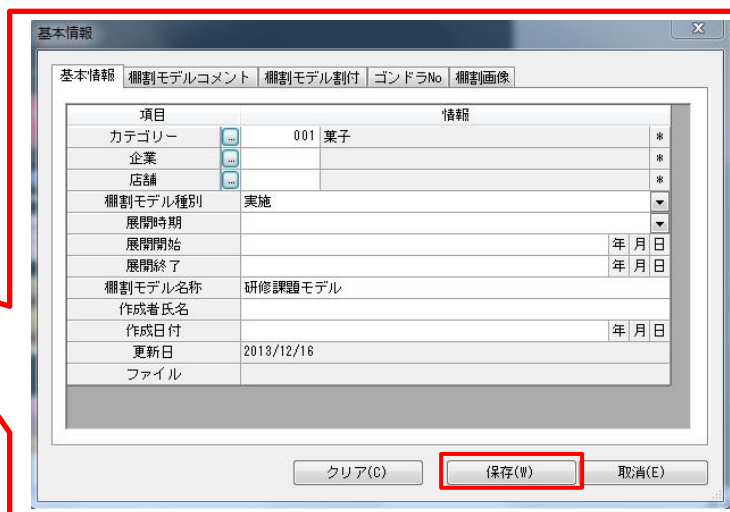 基本情報
基本情報 棚割モデルコメント 棚割モデル割付 ゴンドラNo 棚割画像
項目 情報
カテゴリー ... 001 菓子 *
企業 ... *
店舗 ... *
棚割モデル種別 実施
展開時期
展開開始 年 月 日
展開終了 年 月 日
棚割モデル名称 研修課題モデル
作成者氏名
作成日付 年 月 日
更新日 2013/12/16
ファイル
クリア(C) 保存(W) 取消(E)